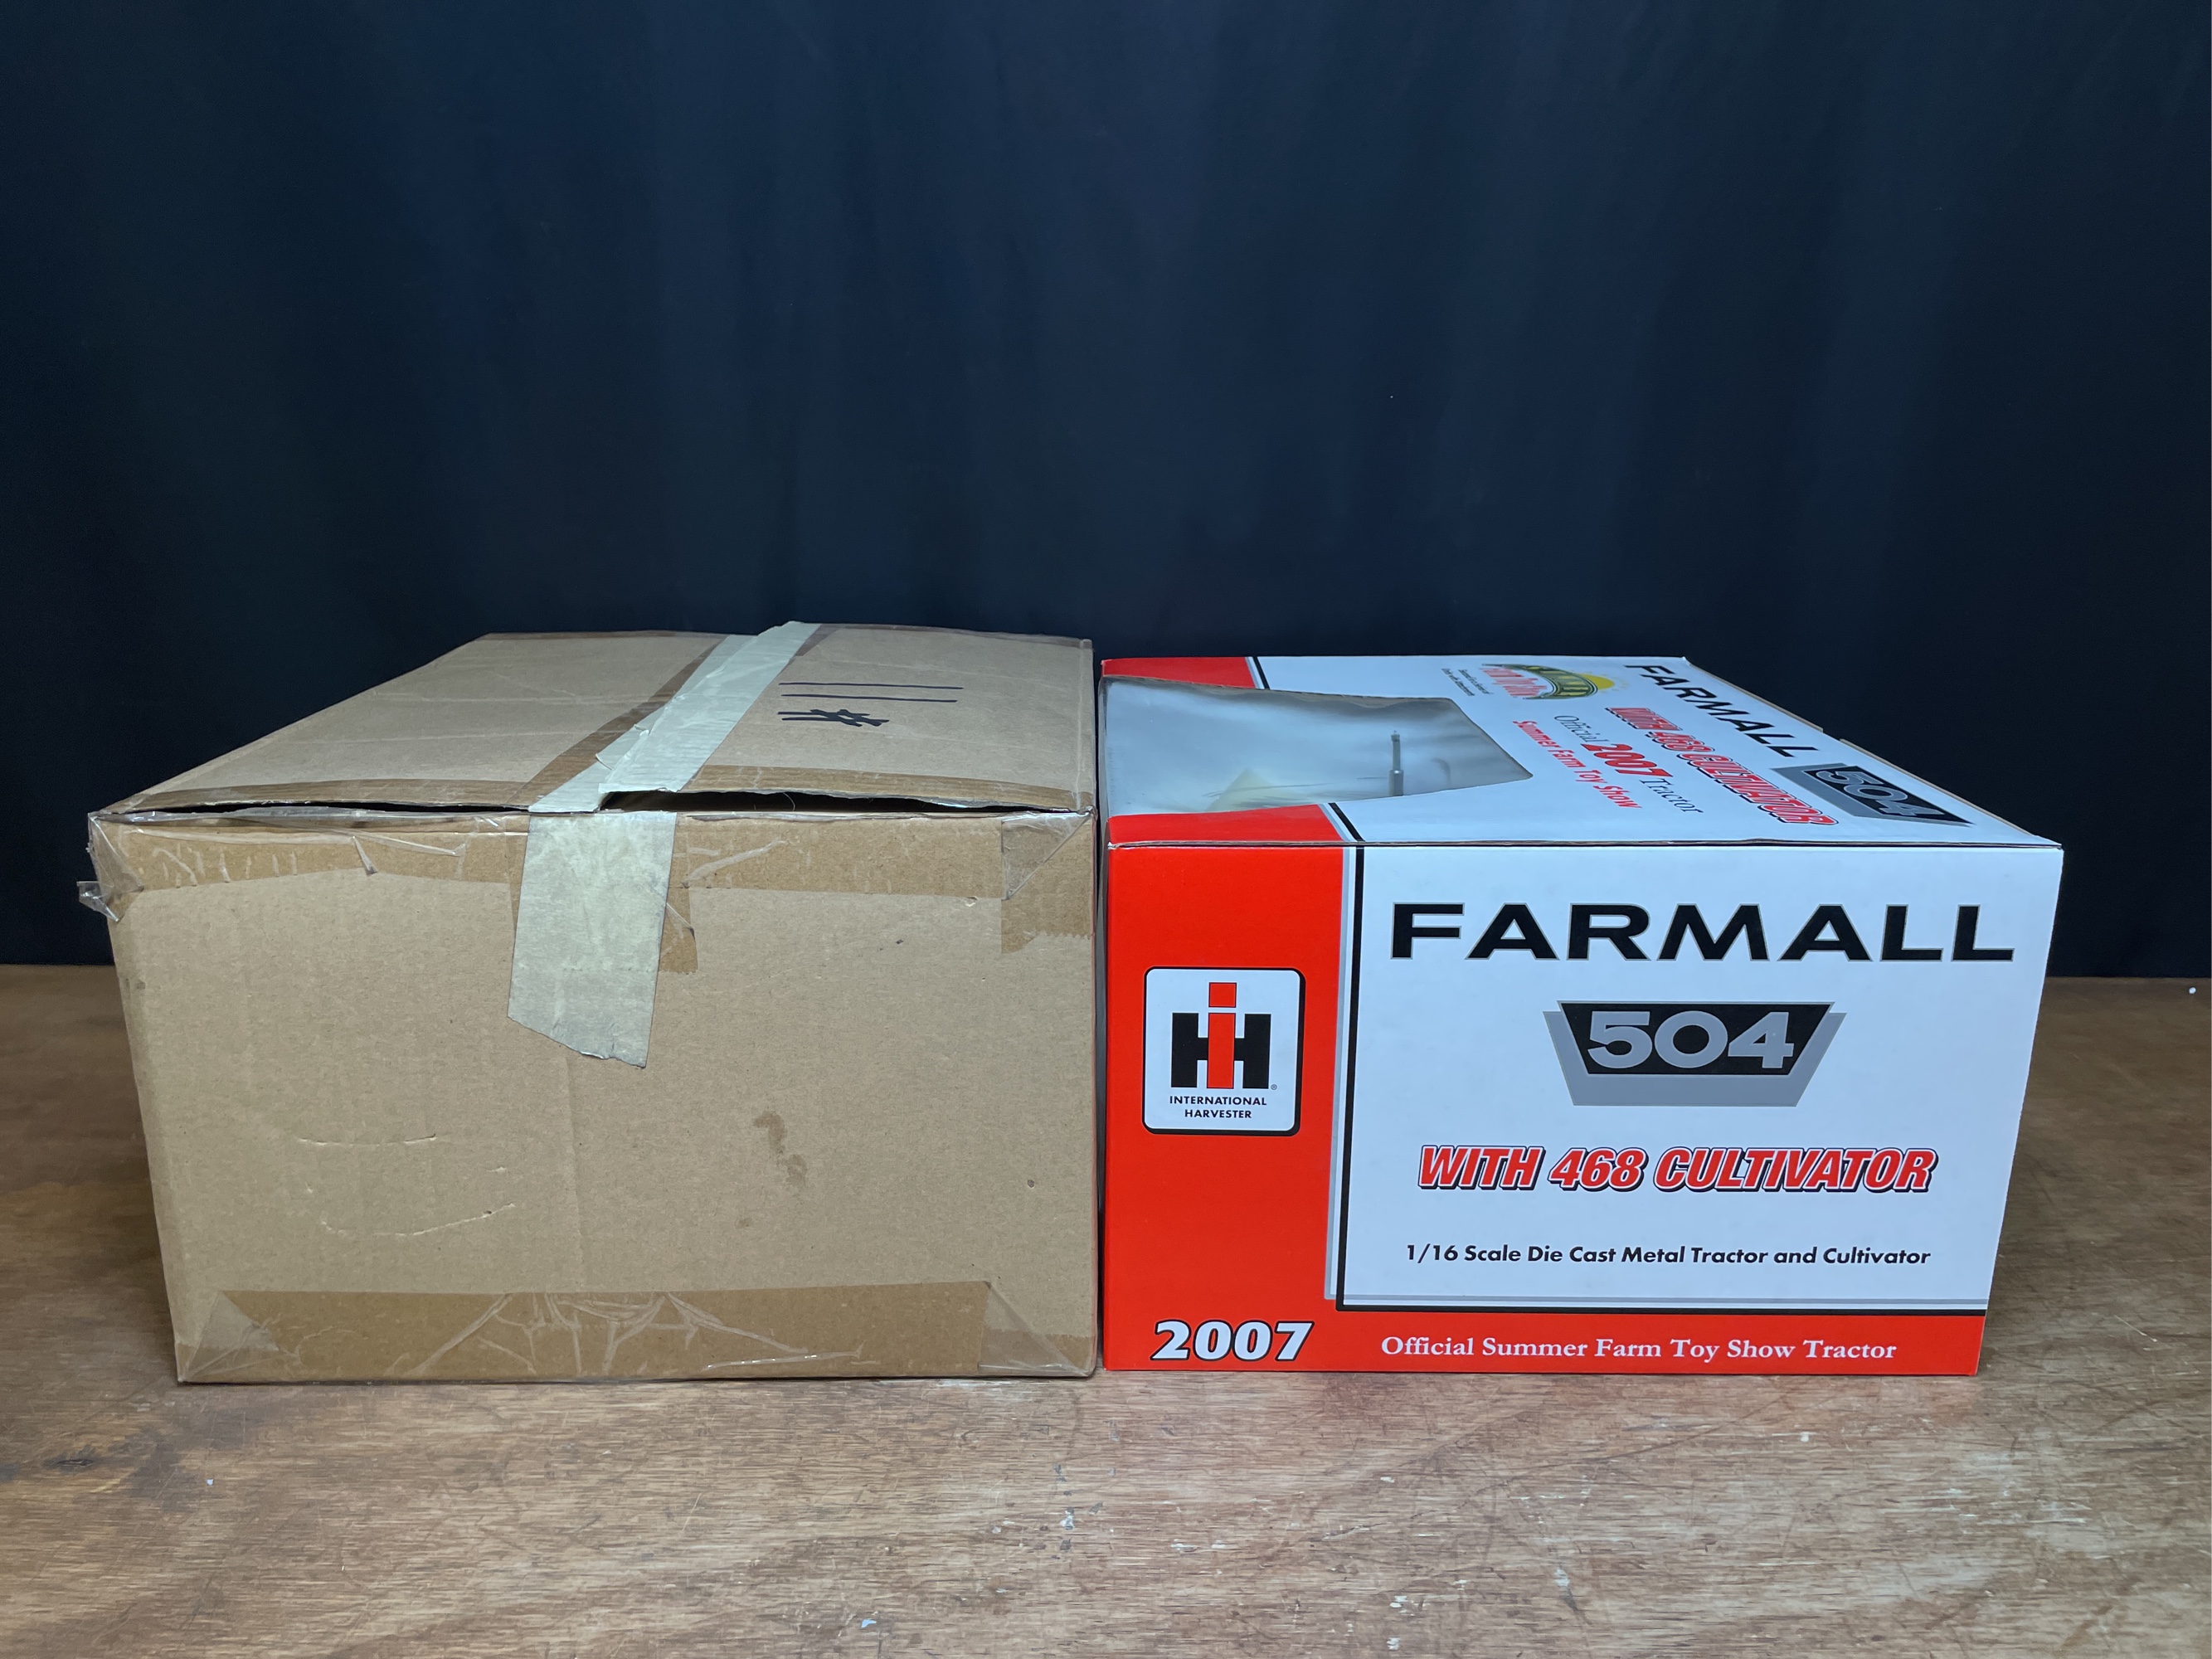 #111
FARMALL
504
WITH 468 CULTIVATOR
Official 2007 Tractor
Summer Farm Toy Show
FARMALL
504
IH
INTERNATIONAL
HARVESTER
WITH 468 CULTIVATOR
1/16 Scale Die Cast Metal Tractor and Cultivator
2007
Official Summer Farm Toy Show Tractor